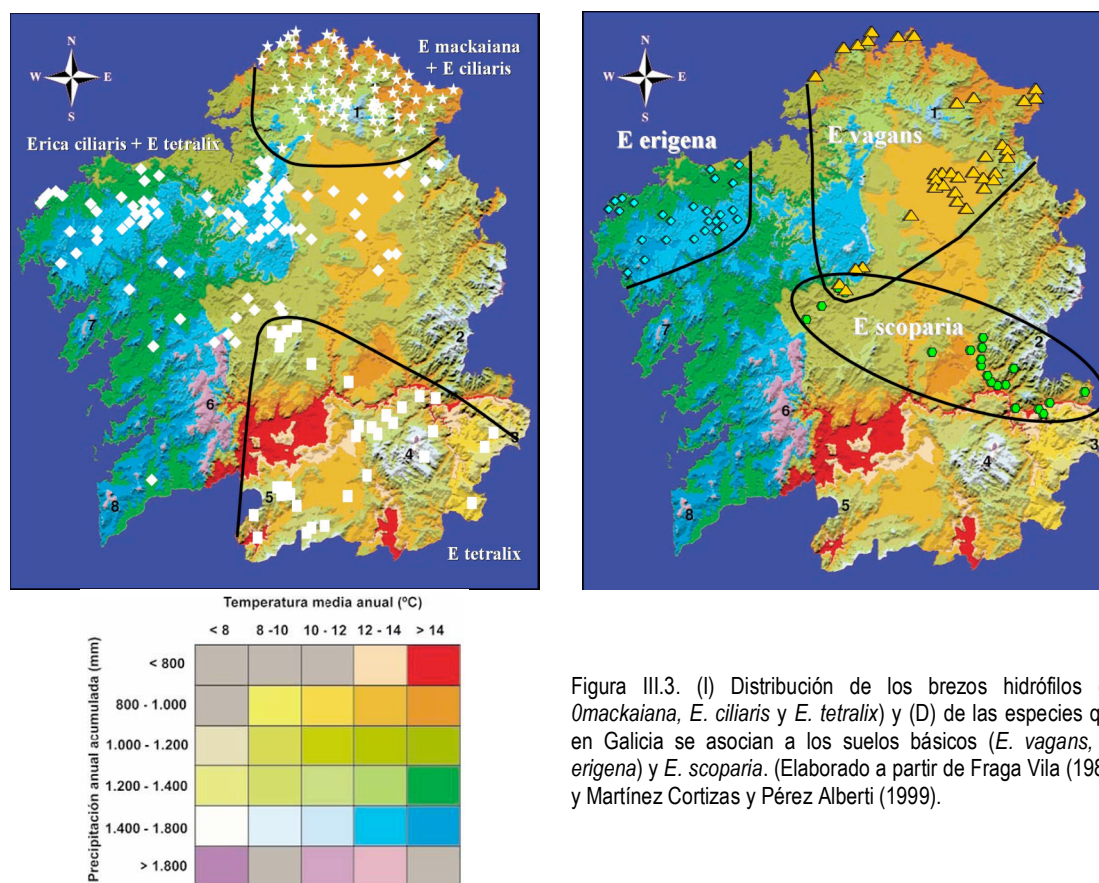 N
W
E
S
E mackaiana
+ E ciliaris
Erica ciliaris + E tetralix
1
2
3
4
5
6
7
8
E tetralix
N
W
E
S
E erigena
E vagans
E scoparia
1
2
3
4
5
6
7
8
Temperatura media anual (ºC)
< 8 8 -10 10 - 12 12 - 14 > 14
Precipitación anual acumulada (mm)
< 800
800 - 1.000
1.000 - 1.200
1.200 - 1.400
1.400 - 1.800
> 1.800
Figura III.3. (I) Distribución de los brezos hidrófilos
0mackaiana, E. ciliaris y E. tetralix) y (D) de las especies
en Galicia se asocian a los suelos básicos (E. vagans,
erigena) y E. scoparia. (Elaborado a partir de Fraga Vila
y Martínez Cortizas y Pérez Alberti (1999).